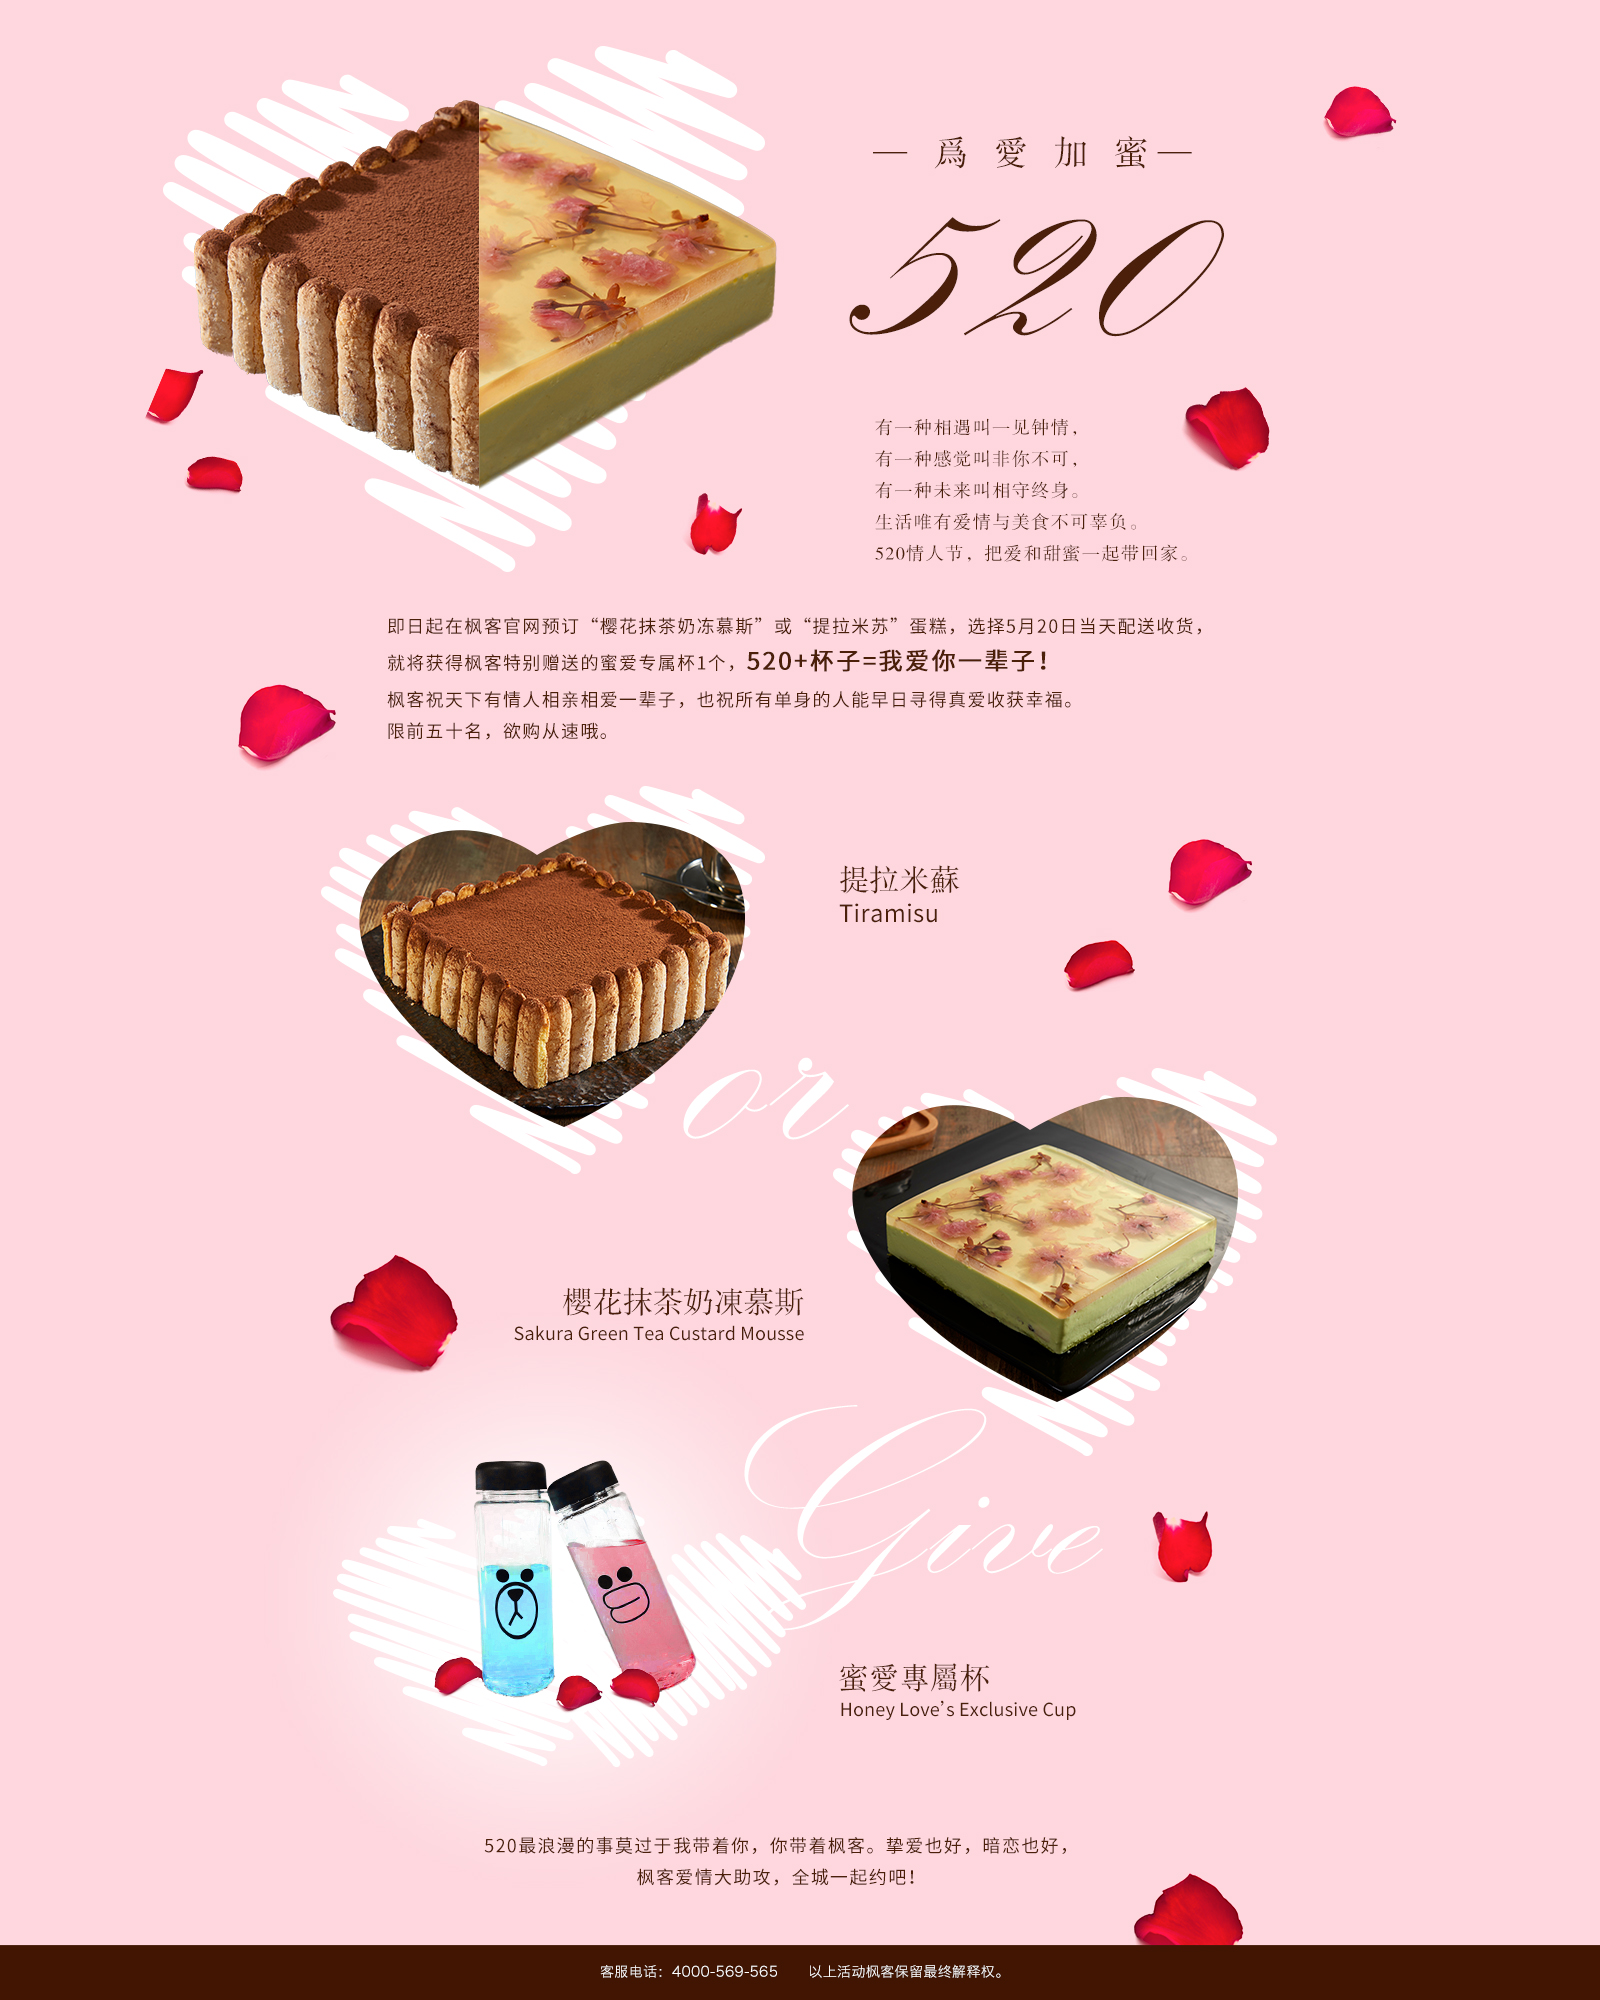 — 爲愛加蜜 —
520
有一种相遇叫一见钟情，
有一种感觉叫非你不可，
有一种未来叫相守终身。
生活唯有爱情与美食不可辜负。
520情人节，把爱和甜蜜一起带回家。
即日起在枫客官网预订“樱花抹茶奶冻慕斯”或“提拉米苏”蛋糕，选择5月20日当天配送收货，
就将获得枫客特别赠送的蜜爱专属杯1个，520+杯子=我爱你一辈子！
枫客祝天下有情人相亲相爱一辈子，也祝所有单身的人能早日寻得真爱收获幸福。
限前五十名，欲购从速哦。
提拉米蘇
Tiramisu
or
櫻花抹茶奶凍慕斯
Sakura Green Tea Custard Mousse
Give
蜜愛專屬杯
Honey Love's Exclusive Cup
520最浪漫的事莫过于我带着你，你带着枫客。挚爱也好，暗恋也好，
枫客爱情大助攻，全城一起约吧！
客服电话：4000-569-565 以上活动枫客保留最终解释权。